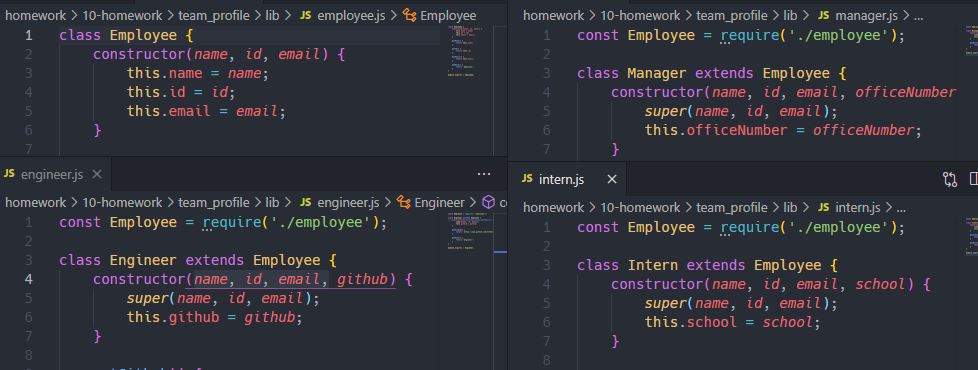 homework > 10-homework > team_profile > lib > JS employee.js > Employee
1 class Employee {
2 constructor(name, id, email) {
3 this.name = name;
4 this.id = id;
5 this.email = email;
6 }
7
JS engineer.js × ···
homework > 10-homework > team_profile > lib > JS engineer.js > Engineer >
1 const Employee = require('./employee');
2
3 class Engineer extends Employee {
4 constructor(name, id, email, github) {
5 super(name, id, email);
6 this.github = github;
7 }
8
homework > 10-homework > team_profile > lib > JS manager.js > ...
1 const Employee = require('./employee');
2
3 class Manager extends Employee {
4 constructor(name, id, email, officeNumber
5 super(name, id, email);
6 this.officeNumber = officeNumber;
7 }
JS intern.js ×
homework > 10-homework > team_profile > lib > JS intern.js > ...
1 const Employee = require('./employee');
2
3 class Intern extends Employee {
4 constructor(name, id, email, school) {
5 super(name, id, email);
6 this.school = school;
7 }
8